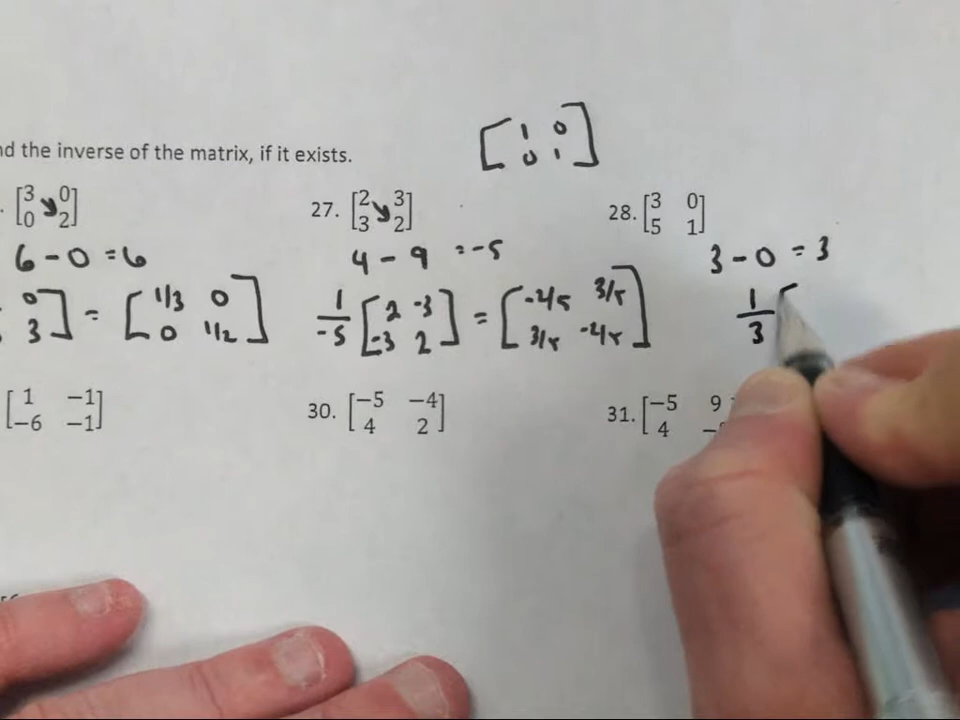 [1 0
0 1]
nd the inverse of the matrix, if it exists.
[3 0
0 2]
27. [2 3
3 2]
28. [3 0
5 1]
6 - 0 = 6
4 - 9 = -5
3 - 0 = 3
0
3] = [1/3 0
0 1/2]
1/-5 [2 -3
-3 2] = [-2/5 3/5
3/5 -2/5]
1/3 [
[1 -1
-6 -1]
30. [-5 -4
4 2]
31. [-5 9
4